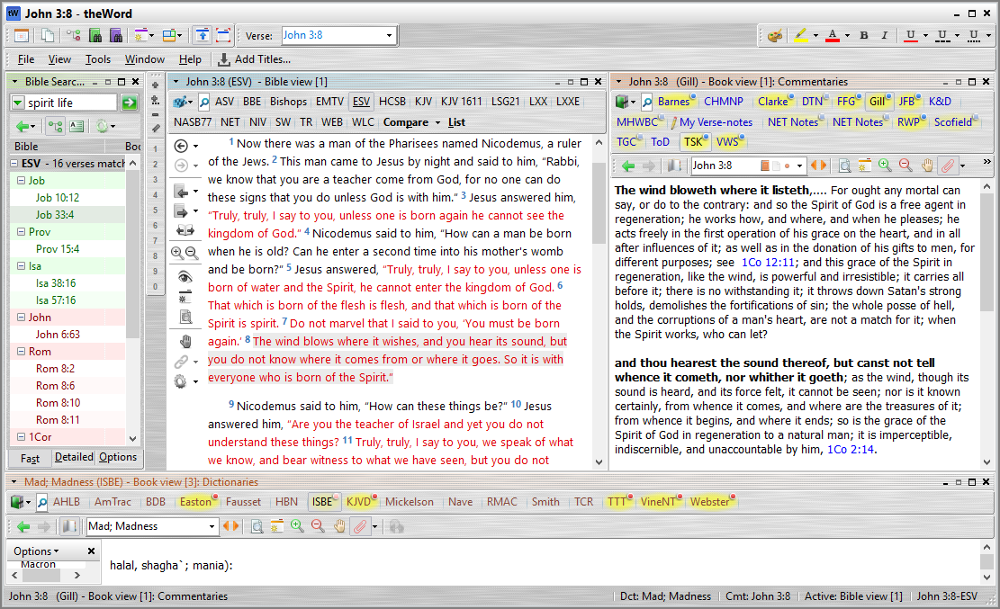 tW John 3:8 - theWord
Verse: John 3:8
File View Tools Window Help Add Titles...
Bible Searc...
spirit life
Bible Boo
ESV - 16 verses match
Job
Job 10:12
Job 33:4
Prov
Prov 15:4
Isa
Isa 38:16
Isa 57:16
John
John 6:63
Rom
Rom 8:2
Rom 8:6
Rom 8:10
Rom 8:11
1Cor
Fast Detailed Options
1
2
3
4
5
6
7
8
9
0
John 3:8 (ESV) - Bible view [1]
ASV BBE Bishops EMTV ESV HCSB KJV KJV 1611 LSG21 LXX LXXE
NASB77 NET NIV SW TR WEB WLC Compare List
1 Now there was a man of the Pharisees named Nicodemus, a ruler
of the Jews. 2 This man came to Jesus by night and said to him, “Rabbi,
we know that you are a teacher come from God, for no one can do
these signs that you do unless God is with him.” 3 Jesus answered him,
“Truly, truly, I say to you, unless one is born again he cannot see the
kingdom of God.” 4 Nicodemus said to him, “How can a man be born
when he is old? Can he enter a second time into his mother's womb
and be born?” 5 Jesus answered, “Truly, truly, I say to you, unless one is
born of water and the Spirit, he cannot enter the kingdom of God. 6
That which is born of the flesh is flesh, and that which is born of the
Spirit is spirit. 7 Do not marvel that I said to you, ‘You must be born
again.’ 8 The wind blows where it wishes, and you hear its sound, but
you do not know where it comes from or where it goes. So it is with
everyone who is born of the Spirit.”
9 Nicodemus said to him, “How can these things be?” 10 Jesus
answered him, “Are you the teacher of Israel and yet you do not
understand these things? 11 Truly, truly, I say to you, we speak of what
we know, and bear witness to what we have seen, but you do not
John 3:8 (Gill) - Book view [1]: Commentaries
Barnes CHMNP Clarke DTN FFG Gill JFB K&D
MHWBC My Verse-notes NET Notes NET Notes RWP Scofield
TGC ToD TSK VWS
John 3:8
The wind bloweth where it listeth,.... For ought any mortal can
say, or do to the contrary: and so the Spirit of God is a free agent in
regeneration; he works how, and where, and when he pleases; he
acts freely in the first operation of his grace on the heart, and in all
after influences of it; as well as in the donation of his gifts to men, for
different purposes; see 1Co 12:11; and this grace of the Spirit in
regeneration, like the wind, is powerful and irresistible; it carries all
before it; there is no withstanding it; it throws down Satan's strong
holds, demolishes the fortifications of sin; the whole posse of hell,
and the corruptions of a man's heart, are not a match for it; when
the Spirit works, who can let?
and thou hearest the sound thereof, but canst not tell
whence it cometh, nor whither it goeth; as the wind, though its
sound is heard, and its force felt, it cannot be seen; nor is it known
certainly, from whence it comes, and where are the treasures of it;
from whence it begins, and where it ends; so is the grace of the
Spirit of God in regeneration to a natural man; it is imperceptible,
indiscernible, and unaccountable by him, 1Co 2:14.
Mad; Madness (ISBE) - Book view [3]: Dictionaries
AHLB AmTrac BDB Easton Fausset HBN ISBE KJVD Mickelson Nave RMAC Smith TCR TTT VineNT Webster
Mad; Madness
Options
Macron
halal, shagha`; mania):
John 3:8 (Gill) - Book view [1]: Commentaries Dct: Mad; Madness Cmt: John 3:8 Active: Bible view [1] John 3:8-ESV